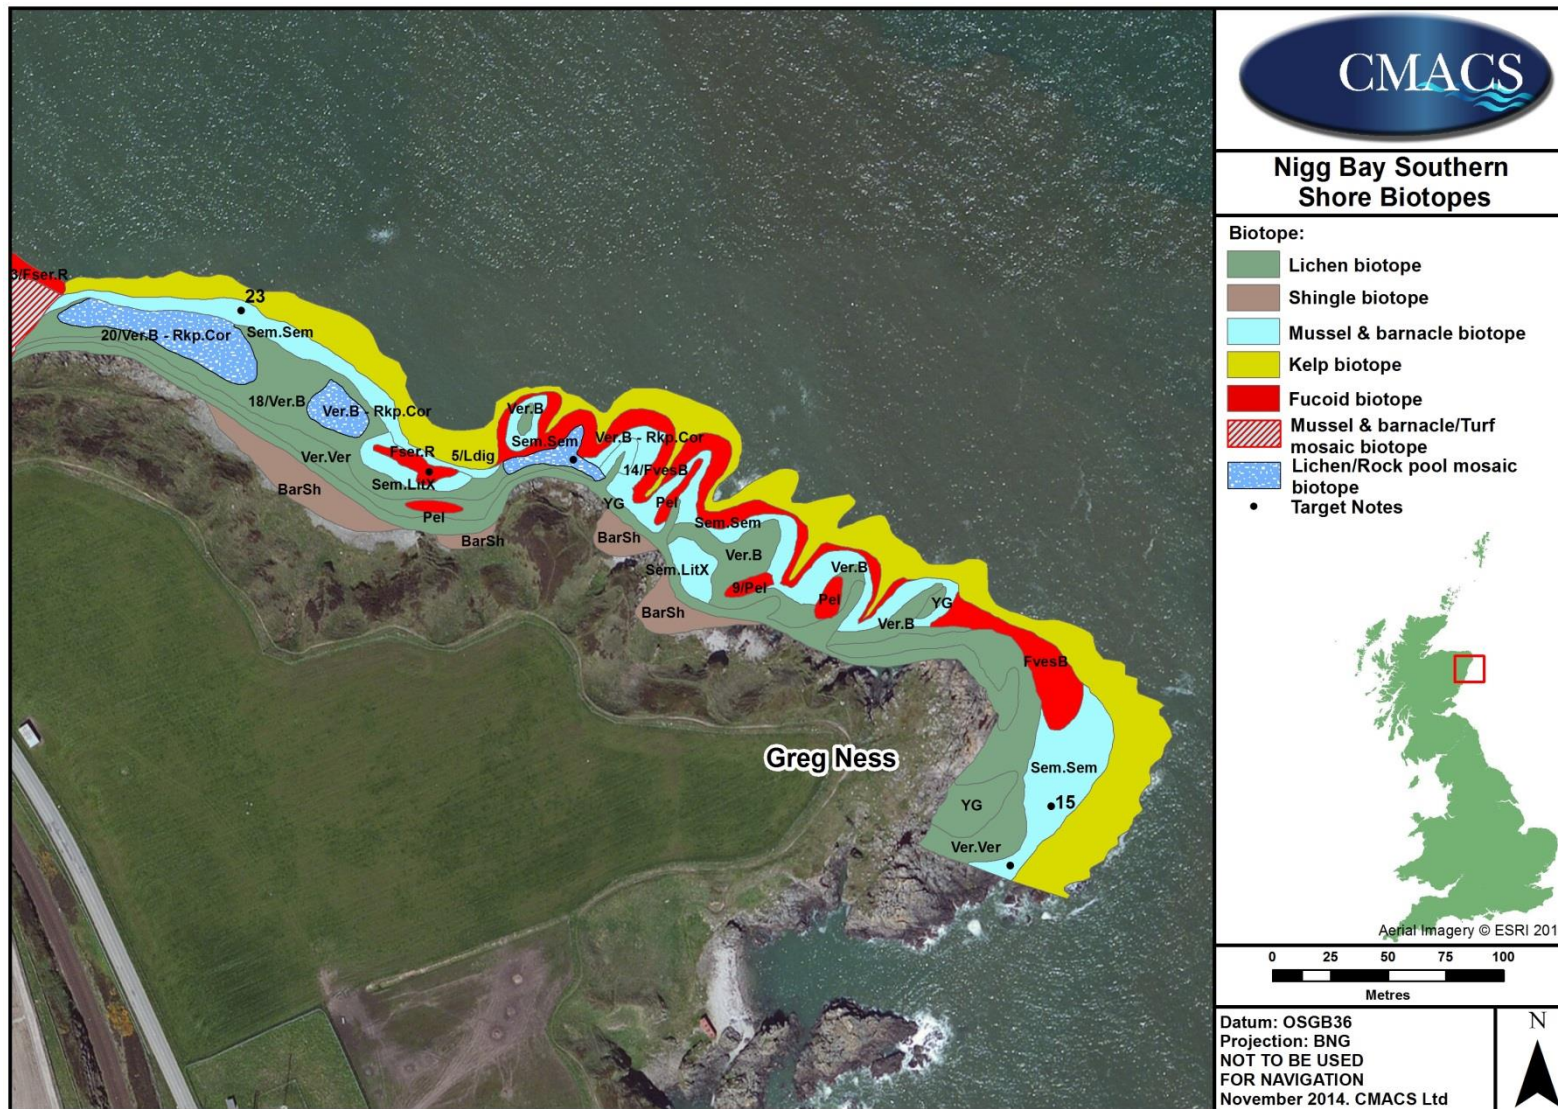 CMACS
Nigg Bay Southern
Shore Biotopes
Biotope:
Lichen biotope
Shingle biotope
Mussel & barnacle biotope
Kelp biotope
Fucoid biotope
Mussel & barnacle/Turf
mosaic biotope
Lichen/Rock pool mosaic
biotope
Target Notes
Aerial Imagery © ESRI 201
0 25 50 75 100
Metres
Datum: OSGB36
Projection: BNG
NOT TO BE USED
FOR NAVIGATION
November 2014. CMACS Ltd
N
3/Fser.R
23
20/Ver.B - Rkp.Cor
Sem.Sem
18/Ver.B
Ver.B - Rkp.Cor
Ver.B
Sem.Sem
Ver.B - Rkp.Cor
Fser.R
5/Ldig
Ver.Ver
14/FvesB
Sem.LitX
BarSh
YG
Pel
Pel
Sem.Sem
BarSh
BarSh
Ver.B
Sem.LitX
Ver.B
9/Pel
Pel
YG
BarSh
Ver.B
FvesB
Greg Ness
Sem.Sem
YG
15
Ver.Ver